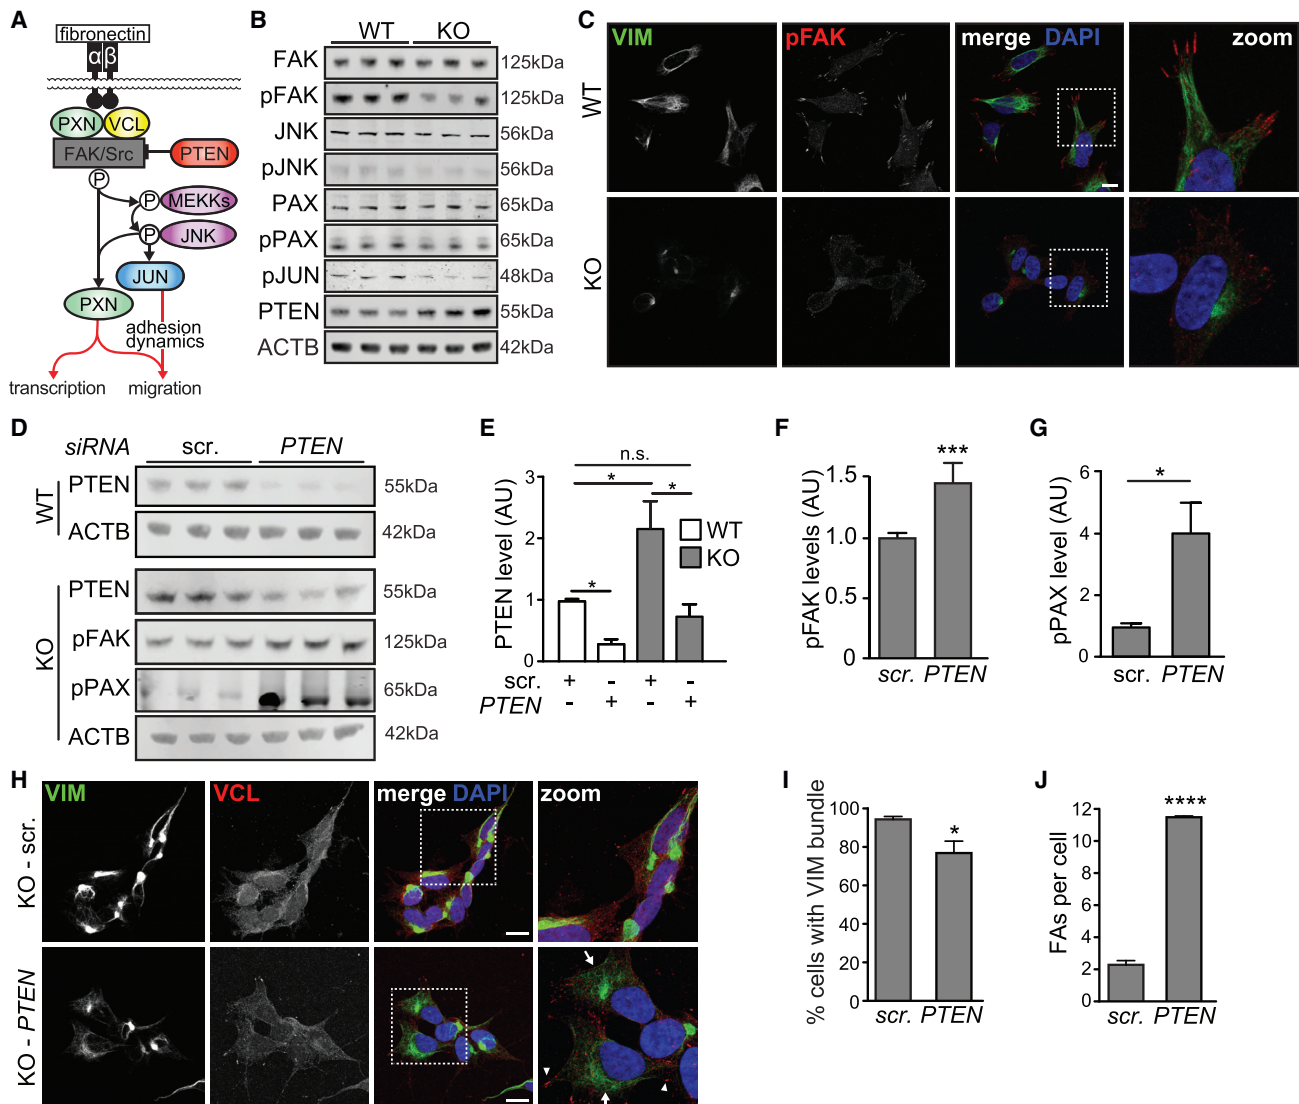 A
fibronectin
α β
PXN VCL
FAK/Src
PTEN
P
P MEKKs
P JNK
JUN
PXN
adhesion
dynamics
transcription
migration
B
WT KO
FAK 125kDa
pFAK 125kDa
JNK 56kDa
pJNK 56kDa
PAX 65kDa
pPAX 65kDa
pJUN 48kDa
PTEN 55kDa
ACTB 42kDa
C
VIM pFAK merge DAPI zoom
WT
KO
D
siRNA scr. PTEN
WT
PTEN 55kDa
ACTB 42kDa
KO
PTEN 55kDa
pFAK 125kDa
pPAX 65kDa
ACTB 42kDa
E
PTEN level (AU)
3
2
1
0
n.s.
*
*
*
WT
KO
scr. + - + -
PTEN - + - +
F
pFAK levels (AU)
1.5
1.0
0.5
0
***
scr. PTEN
G
pPAX level (AU)
6
4
2
0
*
scr. PTEN
H
VIM VCL merge DAPI zoom
KO - scr.
KO - PTEN
I
% cells with VIM bundle
100
80
60
40
20
0
*
scr. PTEN
J
FAs per cell
12
10
8
6
4
2
0
****
scr. PTEN